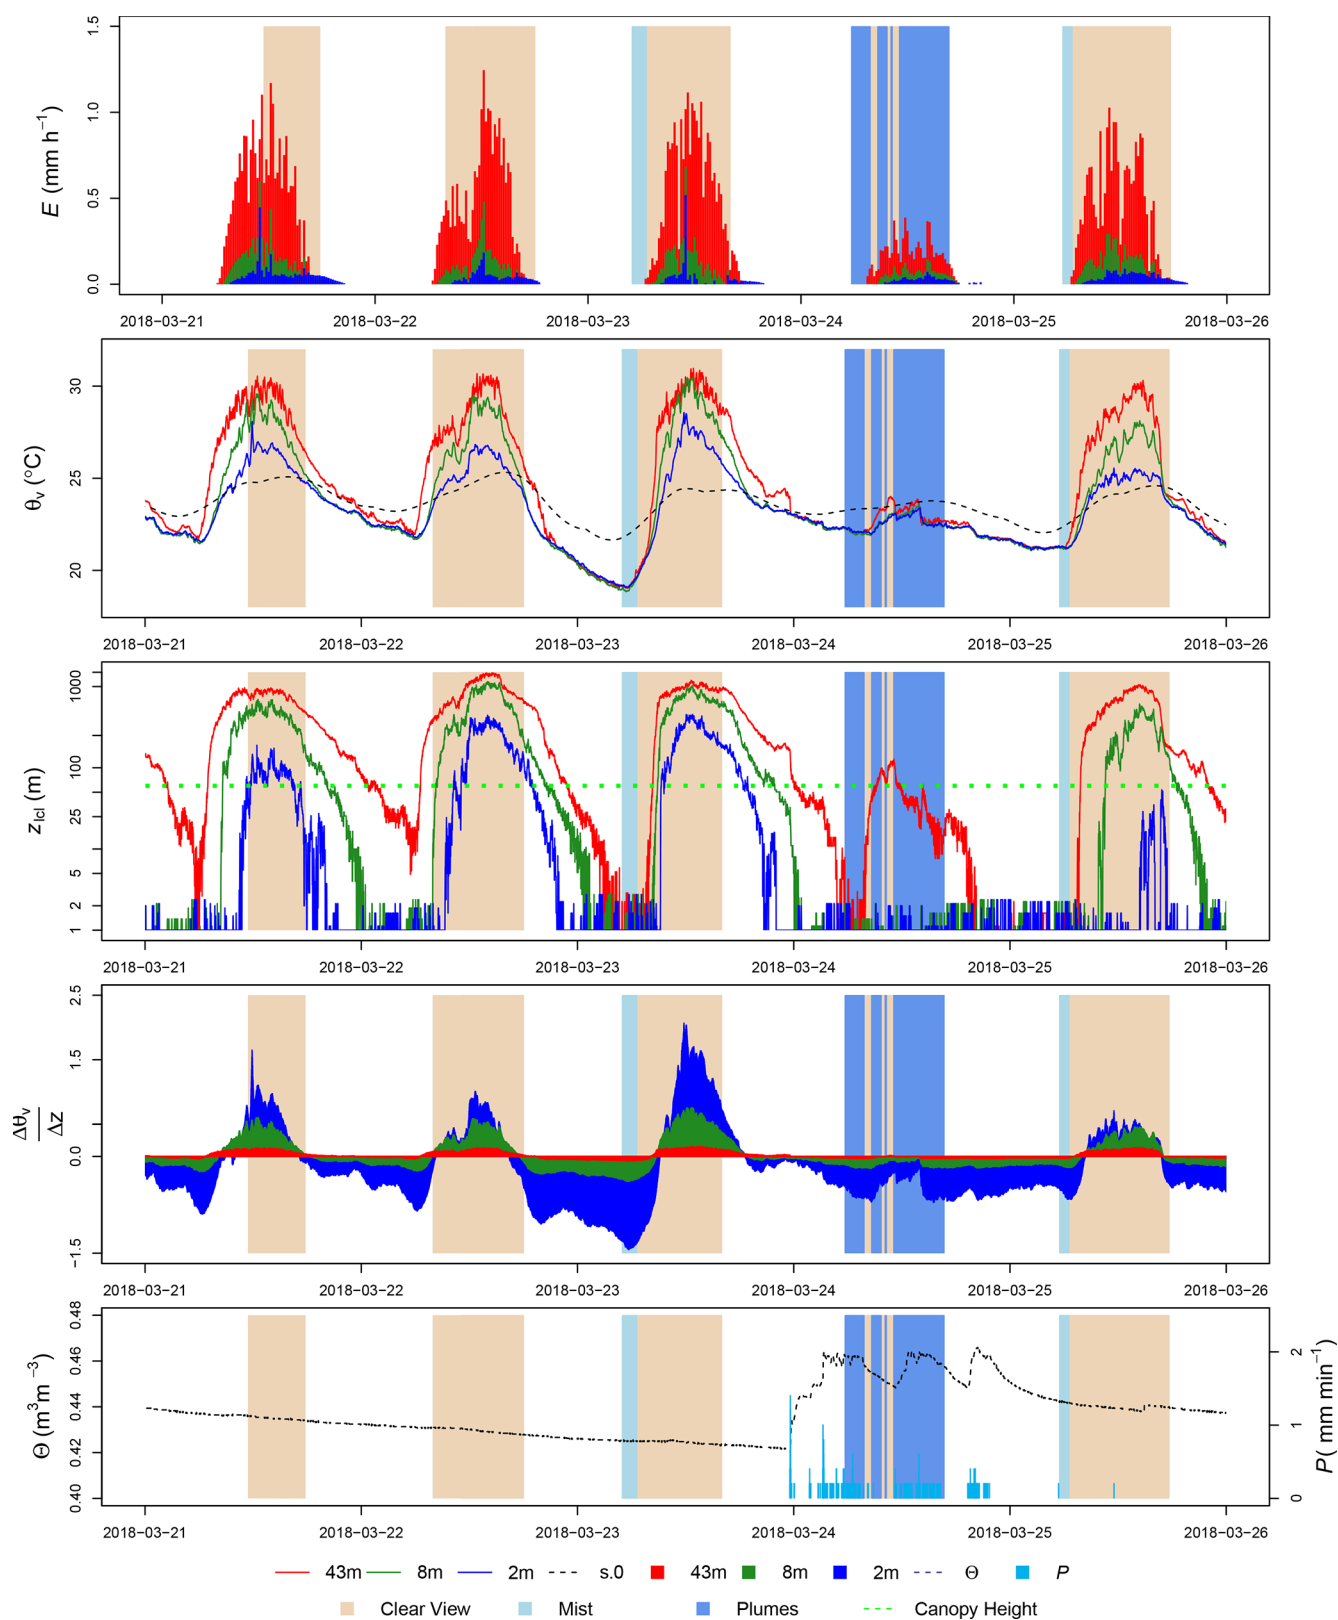 E (mm h⁻¹)
1.5
1.0
0.5
0.0
2018−03−21 2018−03−22 2018−03−23 2018−03−24 2018−03−25 2018−03−26
θv (°C)
30
25
20
2018−03−21 2018−03−22 2018−03−23 2018−03−24 2018−03−25 2018−03−26
zlcl (m)
1000
100
25
5
2
1
2018−03−21 2018−03−22 2018−03−23 2018−03−24 2018−03−25 2018−03−26
Δθv
Δz
2.5
1.5
0.0
−1.5
2018−03−21 2018−03−22 2018−03−23 2018−03−24 2018−03−25 2018−03−26
Θ (m³m⁻³)
0.48
0.46
0.44
0.42
0.40
P( mm min⁻¹)
2
1
0
2018−03−21 2018−03−22 2018−03−23 2018−03−24 2018−03−25 2018−03−26
43m 8m 2m s.0 43m 8m 2m Θ P
Clear View Mist Plumes Canopy Height